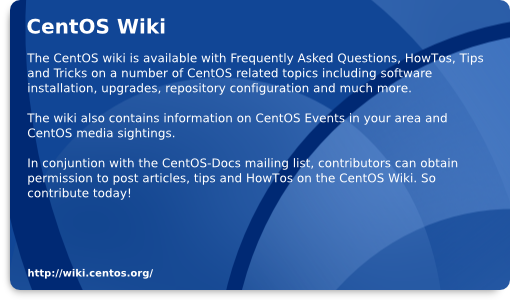 CentOS Wiki
The CentOS wiki is available with Frequently Asked Questions, HowTos, Tips
and Tricks on a number of CentOS related topics including software
installation, upgrades, repository configuration and much more.
The wiki also contains information on CentOS Events in your area and
CentOS media sightings.
In conjuntion with the CentOS-Docs mailing list, contributors can obtain
permission to post articles, tips and HowTos on the CentOS Wiki. So
contribute today!
http://wiki.centos.org/